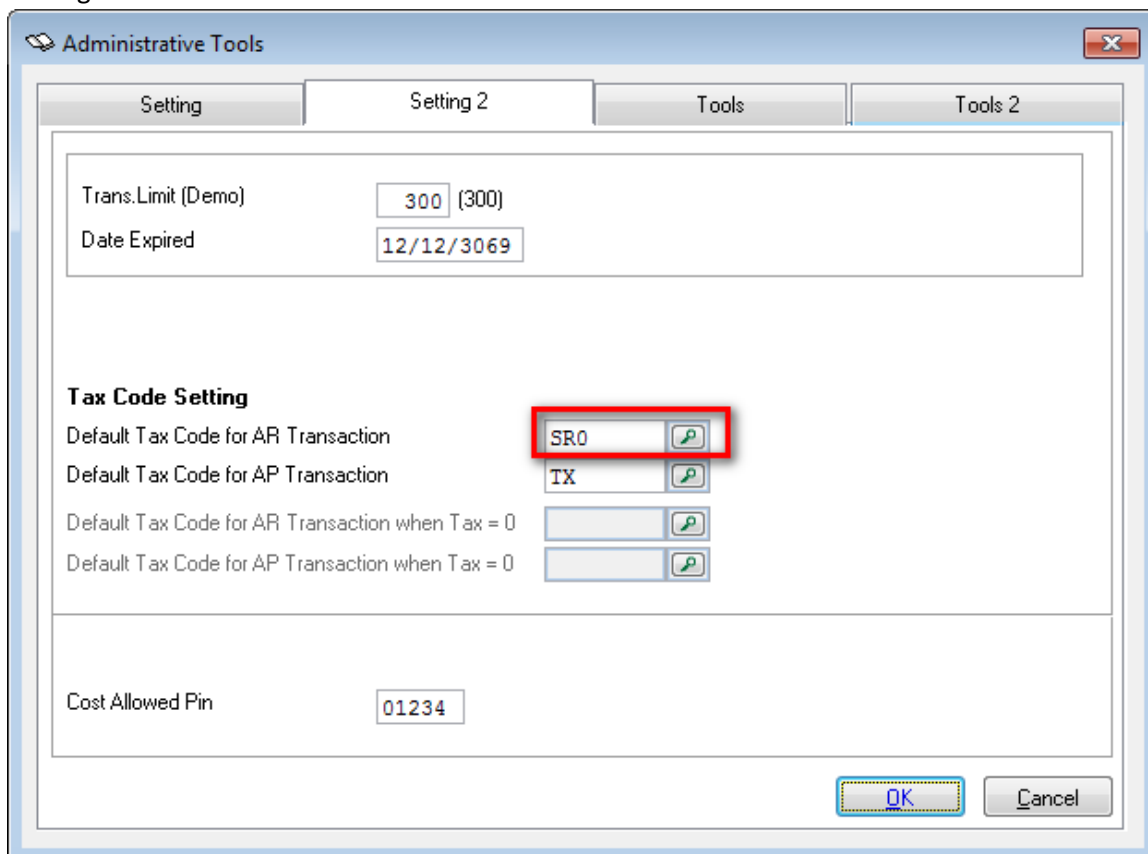 Administrative Tools
Setting Setting 2 Tools Tools 2
Trans.Limit (Demo) 300 (300)
Date Expired 12/12/3069
Tax Code Setting
Default Tax Code for AR Transaction SR0
Default Tax Code for AP Transaction TX
Default Tax Code for AR Transaction when Tax = 0
Default Tax Code for AP Transaction when Tax = 0
Cost Allowed Pin 01234
OK Cancel